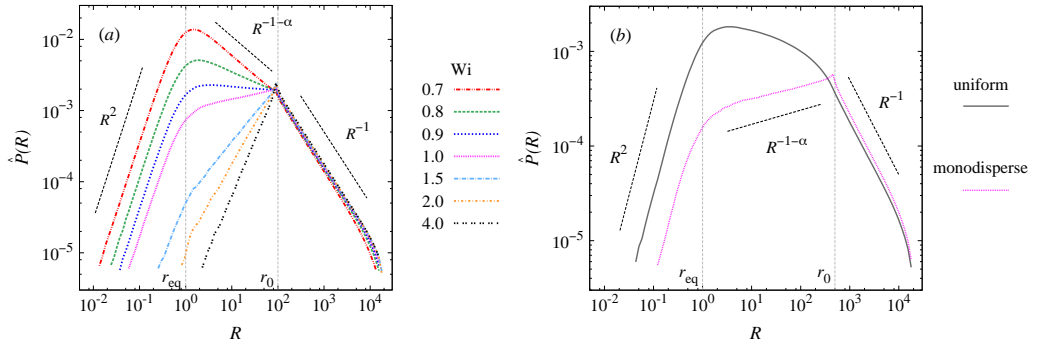 (a)
R^{-1-α}
R^2
R^{-1}
r_eq
r_0
10^{-2}
10^{-3}
10^{-4}
10^{-5}
P̂(R)
10^{-2} 10^{-1} 10^0 10^1 10^2 10^3 10^4
R
Wi
0.7
0.8
0.9
1.0
1.5
2.0
4.0
(b)
R^2
R^{-1-α}
R^{-1}
r_eq
r_0
10^{-3}
10^{-4}
10^{-5}
P̂(R)
10^{-2} 10^{-1} 10^0 10^1 10^2 10^3 10^4
R
uniform
monodisperse